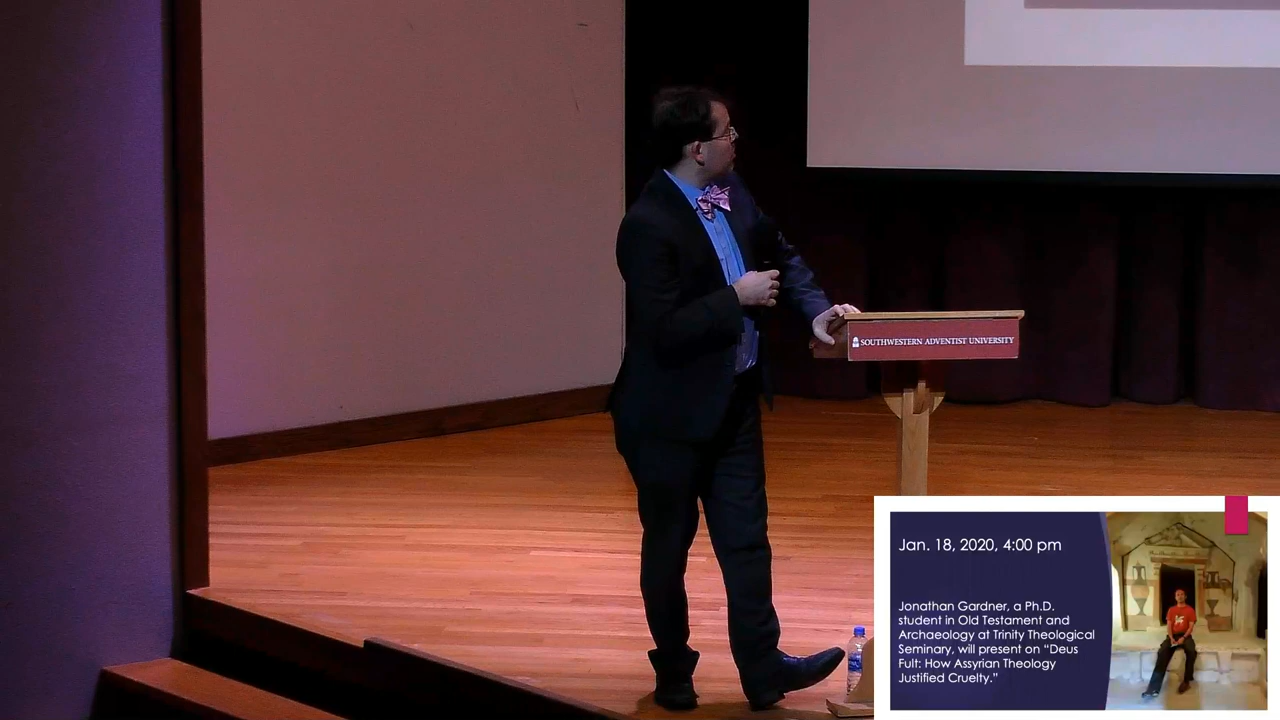 SOUTHWESTERN ADVENTIST UNIVERSITY
Jan. 18, 2020, 4:00 pm
Jonathan Gardner, a Ph.D.
student in Old Testament and
Archaeology at Trinity Theological
Seminary, will present on “Deus
Fult: How Assyrian Theology
Justified Cruelty.”